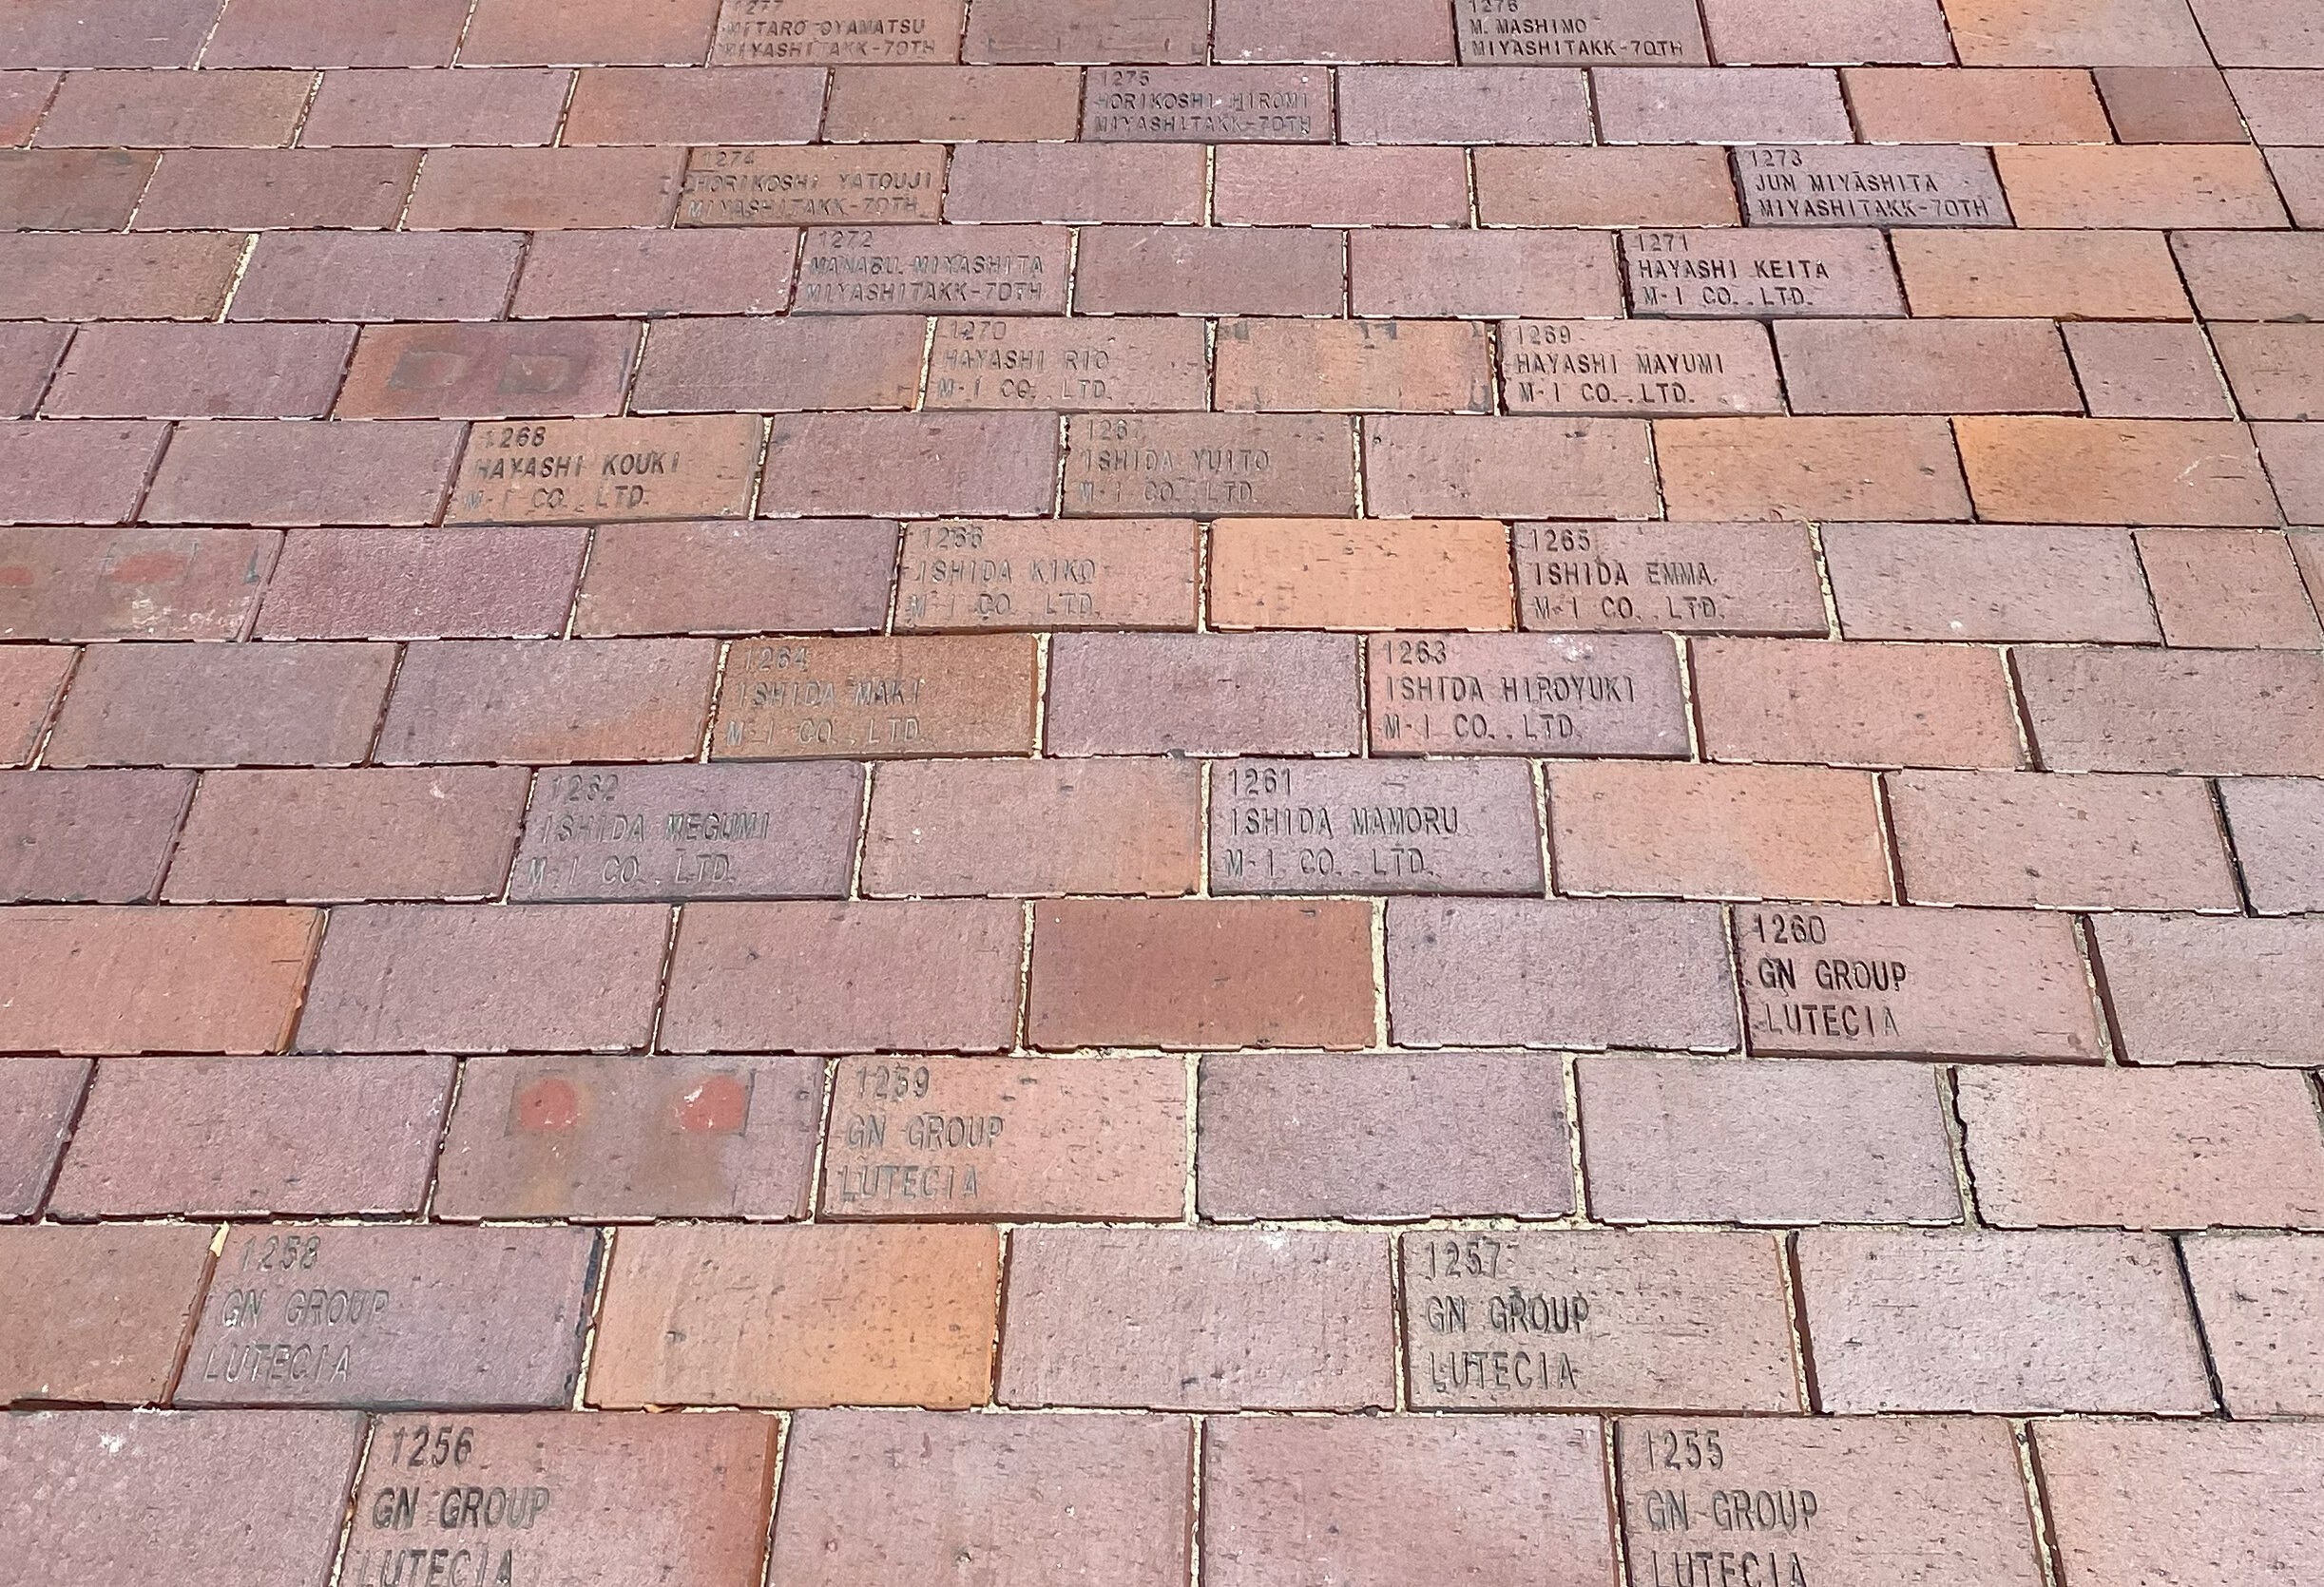 1277
MITARO OYAMATSU
MIYASHITAKK-70TH
1276
M. MASHIMO
MIYASHITAKK-70TH
1275
HORIKOSHI HIROMI
MIYASHITAKK-70TH
1274
HORIKOSHI YATOUJI
MIYASHITAKK-70TH
1273
JUN MIYASHITA
MIYASHITAKK-70TH
1272
MANABU MIYASHITA
MIYASHITAKK-70TH
1271
HAYASHI KEITA
M-I CO.,LTD.
1270
HAYASHI RIO
M-I CO.,LTD.
1269
HAYASHI MAYUMI
M-I CO.,LTD.
1268
HAYASHI KOUKI
M-I CO.,LTD.
1267
ISHIDA YUITO
M-I CO.,LTD.
1266
ISHIDA KIKO
M-I CO.,LTD.
1265
ISHIDA EMMA
M-I CO.,LTD.
1264
ISHIDA MAKI
M-I CO.,LTD.
1263
ISHIDA HIROYUKI
M-I CO.,LTD.
1262
ISHIDA MEGUMI
M-I CO.,LTD.
1261
ISHIDA MAMORU
M-I CO.,LTD.
1260
GN GROUP
LUTECIA
1259
GN GROUP
LUTECIA
1258
GN GROUP
LUTECIA
1257
GN GROUP
LUTECIA
1256
GN GROUP
LUTECIA
1255
GN GROUP
LUTECIA